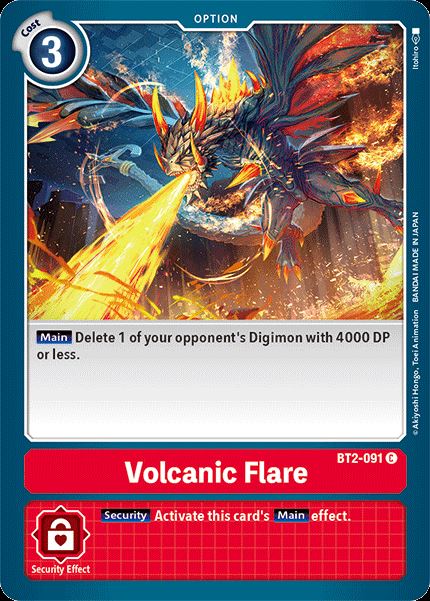 OPTION
Cost
3
Itohiro
Main Delete 1 of your opponent's Digimon with 4000 DP
or less.
©Akiyoshi Hongo, Toei Animation BANDAI MADE IN JAPAN
BT2-091 C
Volcanic Flare
Security Activate this card's Main effect.
Security Effect